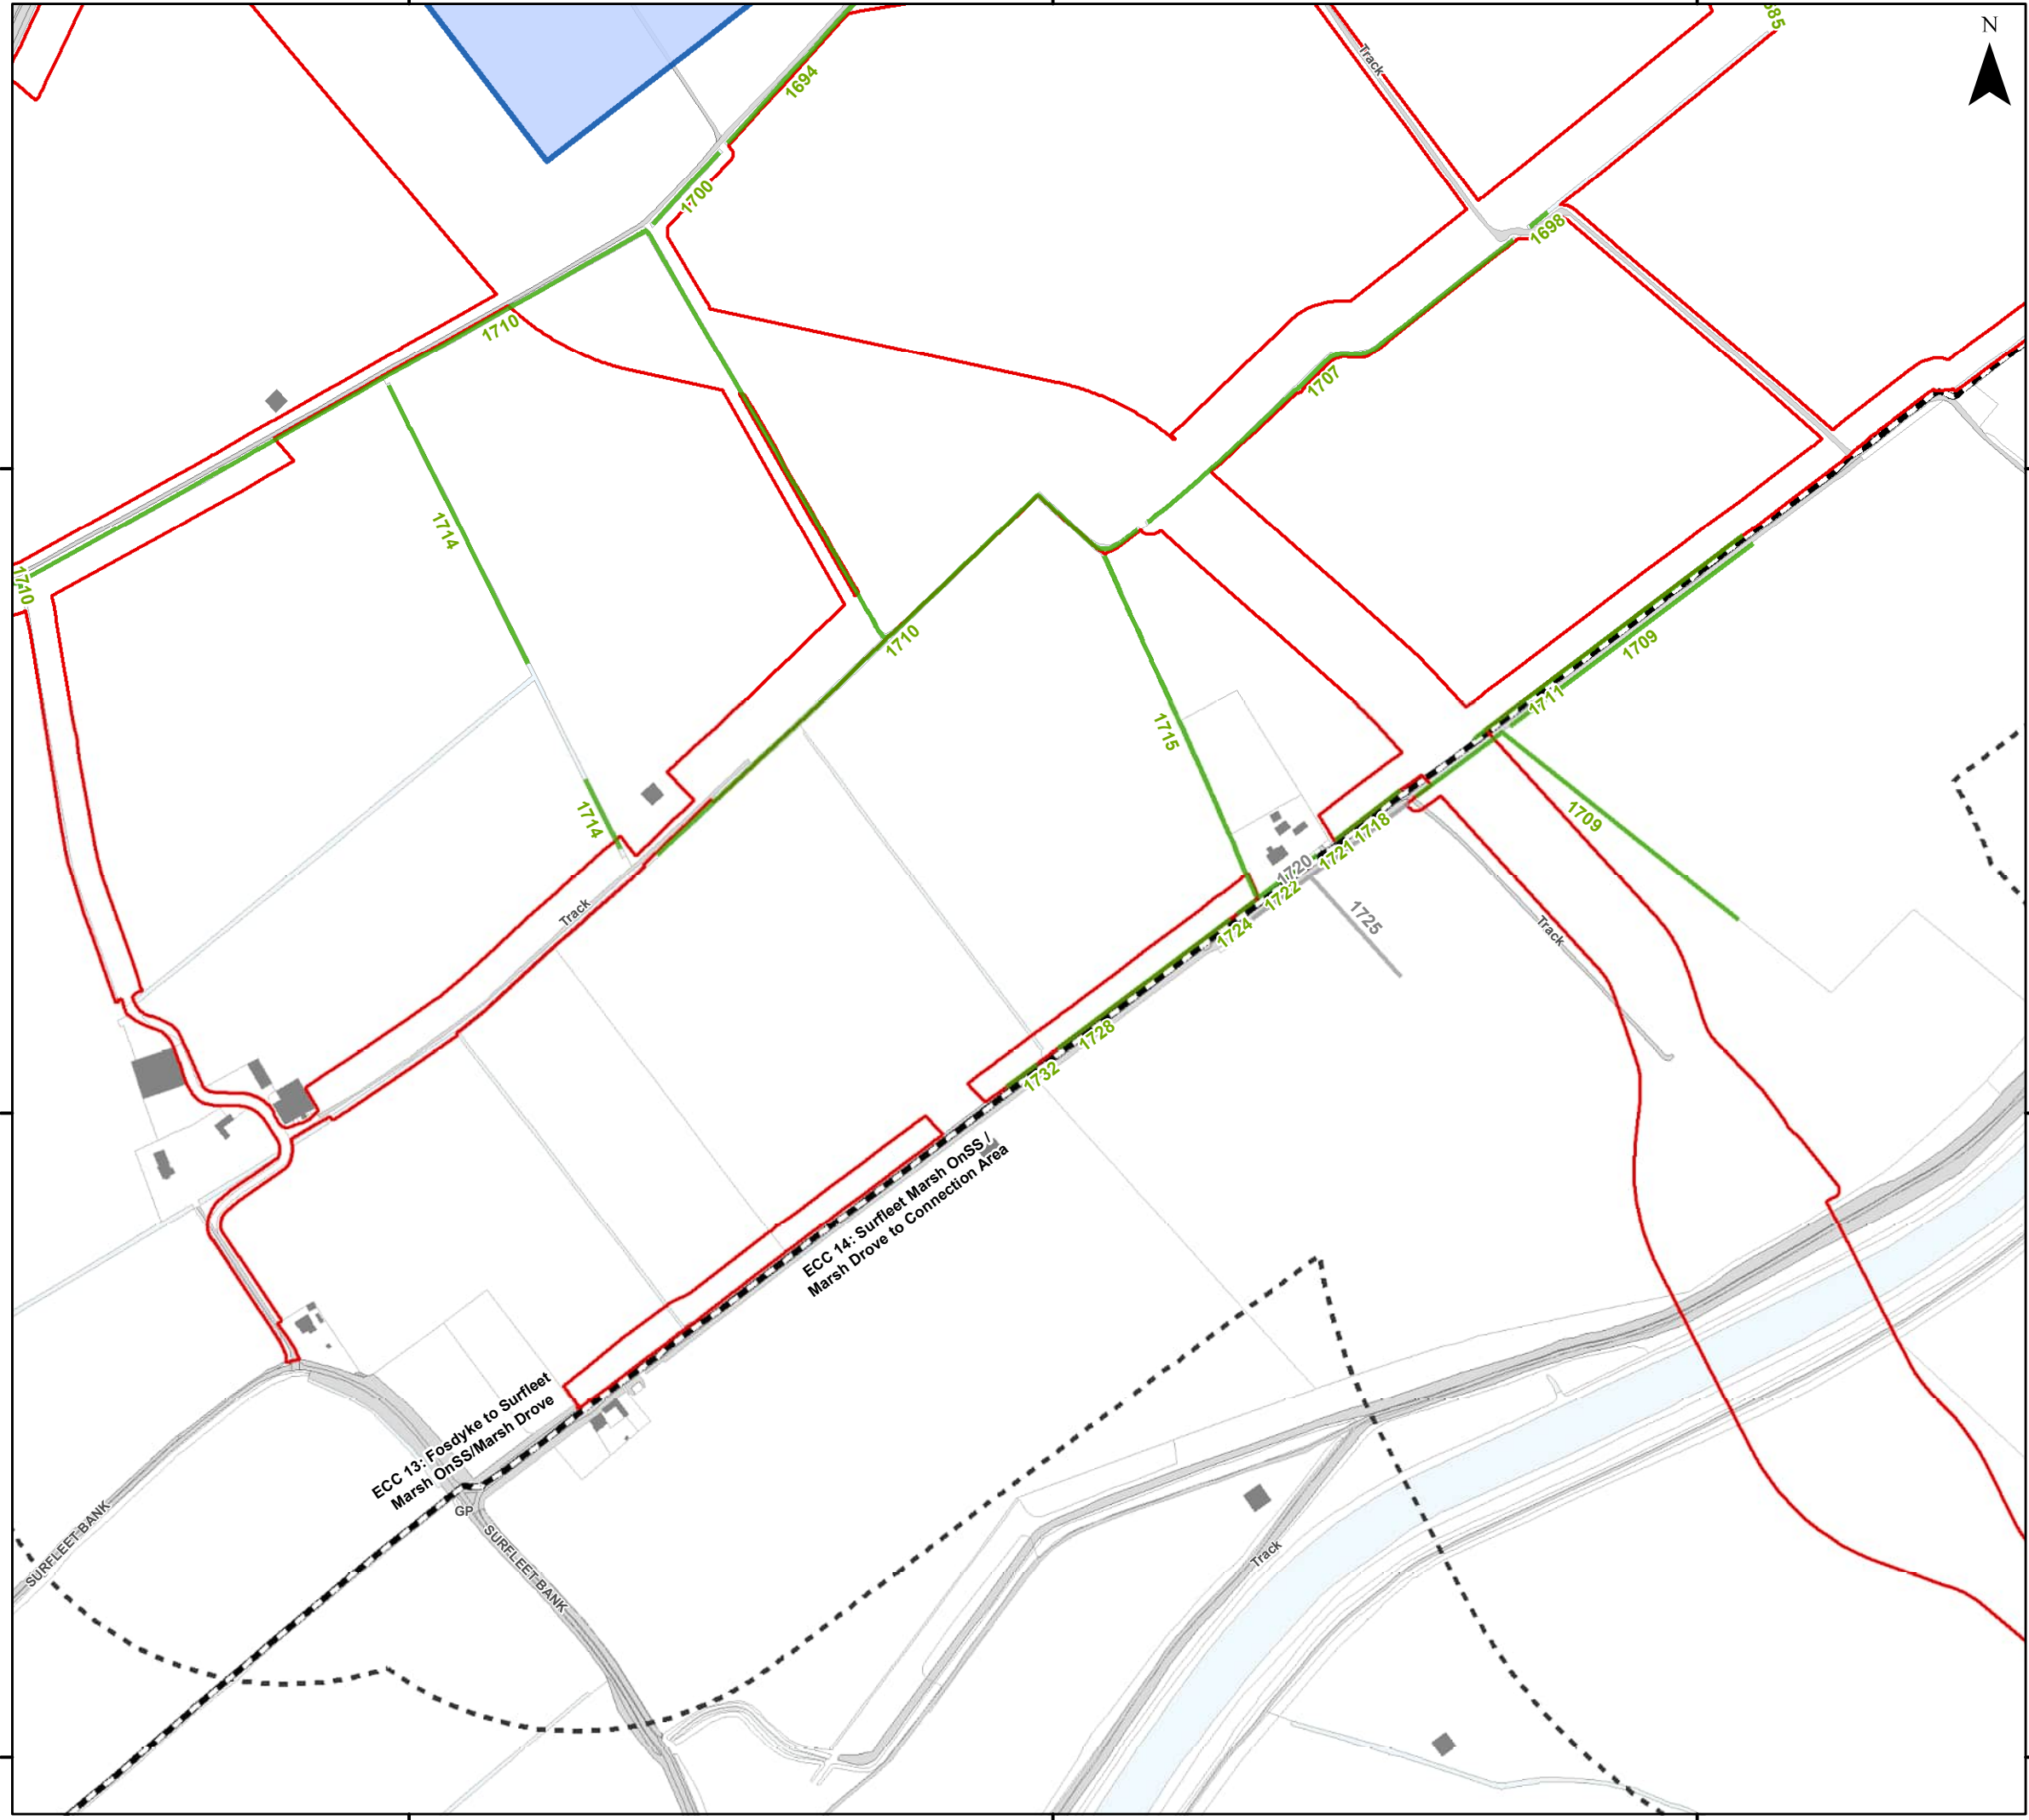 N
685
Track
1694
1700
1698
1710
1707
1710
1714
1710
1709
1711
1715
1714
1709
1718
1721
1720
1722
1725
1724
Track
Track
1728
1732
ECC 14: Surfleet Marsh OnSS /
Marsh Drove to Connection Area
ECC 13: Fosdyke to Surfleet
Marsh OnSS/Marsh Drove
GP
SURFLEET BANK
SURFLEET BANK
Track